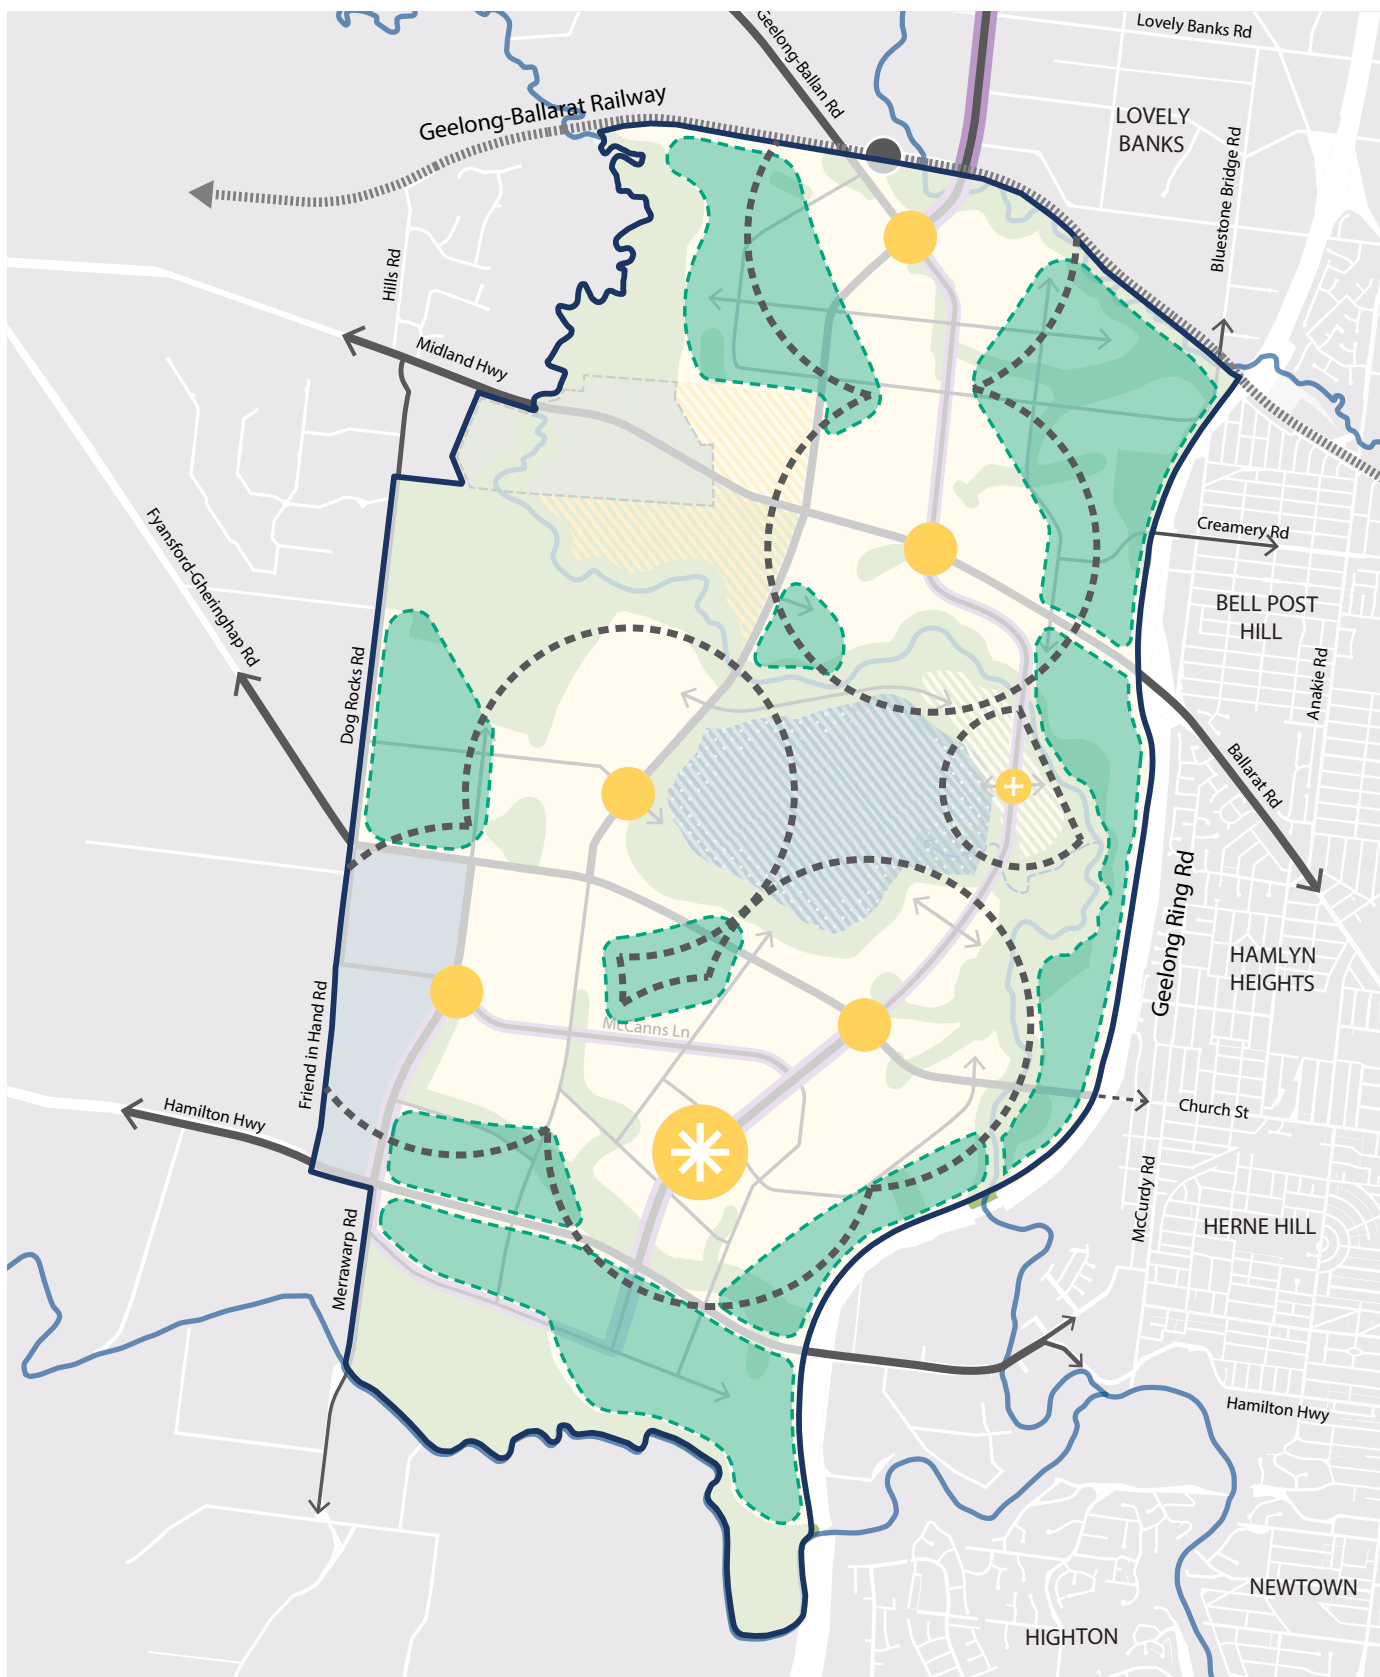 Lovely Banks Rd
Geelong-Ballan Rd
Geelong-Ballarat Railway
LOVELY
BANKS
Bluestone Bridge Rd
Hills Rd
Midland Hwy
Fyansford-Gheringhap Rd
Creamery Rd
BELL POST
HILL
Anakie Rd
Dog Rocks Rd
Ballarat Rd
Geelong Ring Rd
HAMLYN
HEIGHTS
Friend in Hand Rd
McCanns Ln
Hamilton Hwy
Church St
McCurdy Rd
HERNE HILL
Merrawarp Rd
Hamilton Hwy
NEWTOWN
HIGHTON